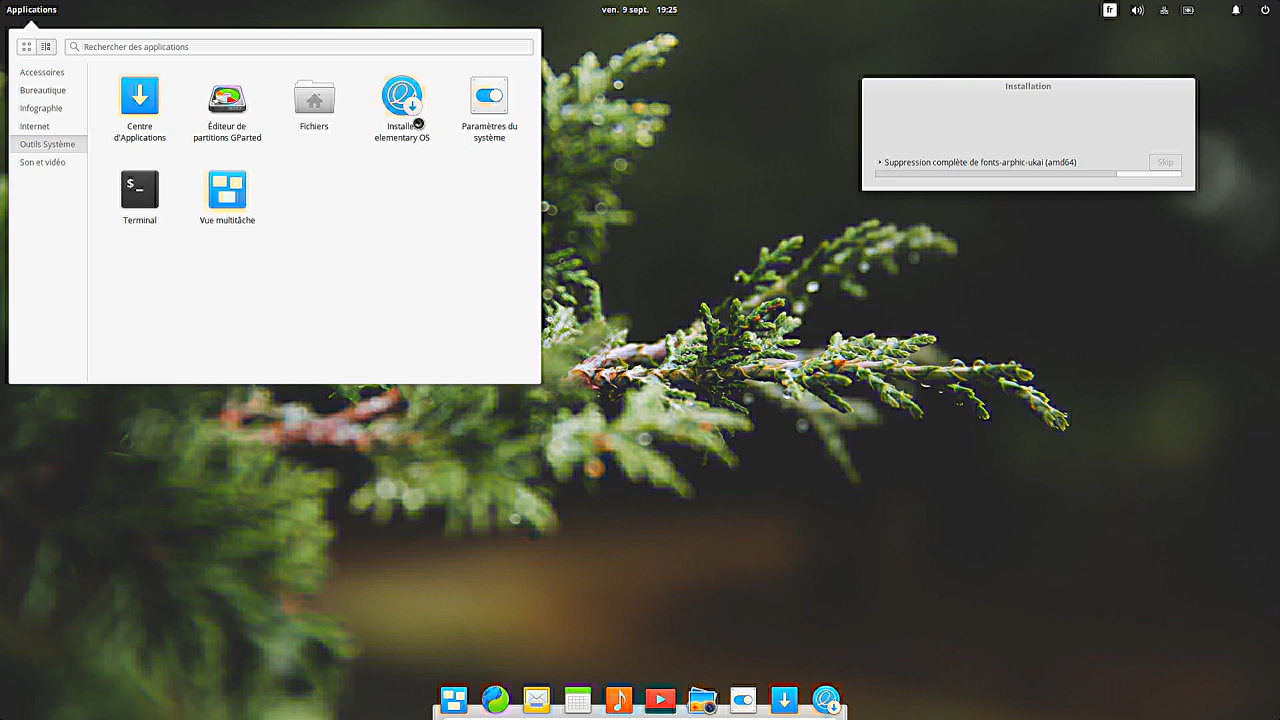 Applications
ven. 9 sept. 19:25
fr
Rechercher des applications
Accessoires
Bureautique
Infographie
Internet
Outils Système
Son et vidéo
Centre
d'Applications
Éditeur de
partitions GParted
Fichiers
elementary OS
Paramètres du
système
$_
Terminal
Vue multitâche
Installation
Suppression complète de fonts-arphic-ukai (amd64)
Skip